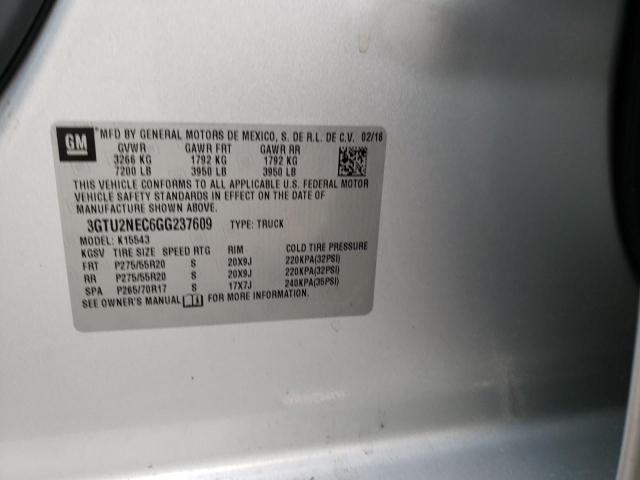 GM MFD BY GENERAL MOTORS DE MEXICO, S. DE R.L. DE C.V. 02/16
GVWR GAWR FRT GAWR RR
3266 KG 1792 KG 1792 KG
7200 LB 3950 LB 3950 LB
THIS VEHICLE CONFORMS TO ALL APPLICABLE U.S. FEDERAL MOTOR
VEHICLE SAFETY STANDARDS IN EFFECT ON THE DATE OF
MANUFACTURE SHOWN ABOVE.
3GTU2NEC6GG237609 TYPE: TRUCK
MODEL: K15543
KGSV TIRE SIZE SPEED RTG RIM COLD TIRE PRESSURE
FRT P275/55R20 S 20X9J 220KPA(32PSI)
RR P275/55R20 S 20X9J 220KPA(32PSI)
SPA P265/70R17 S 17X7J 240KPA(35PSI)
SEE OWNER'S MANUAL FOR MORE INFORMATION.